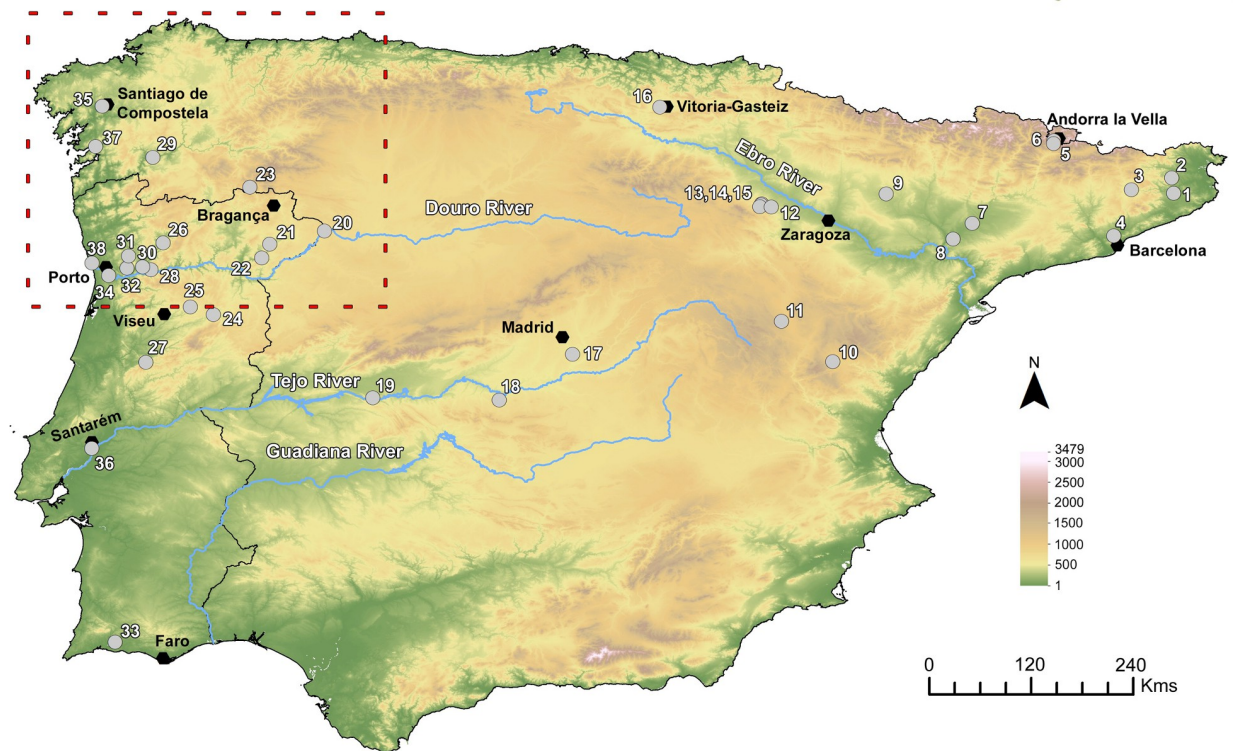 35
Santiago de
Compostela
16
Vitoria-Gasteiz
Andorra la Vella
6
5
37
29
Ebro River
3
2
1
23
13,14,15
12
9
Bragança
Douro River
20
Zaragoza
7
4
26
21
8
Barcelona
38
31
30
22
Porto
28
34
32
25
Viseu
24
11
Madrid
17
27
10
Tejo River
19
18
N
Santarém
36
Guadiana River
3479
3000
2500
2000
1500
1000
500
1
33
Faro
0
120
240
Kms